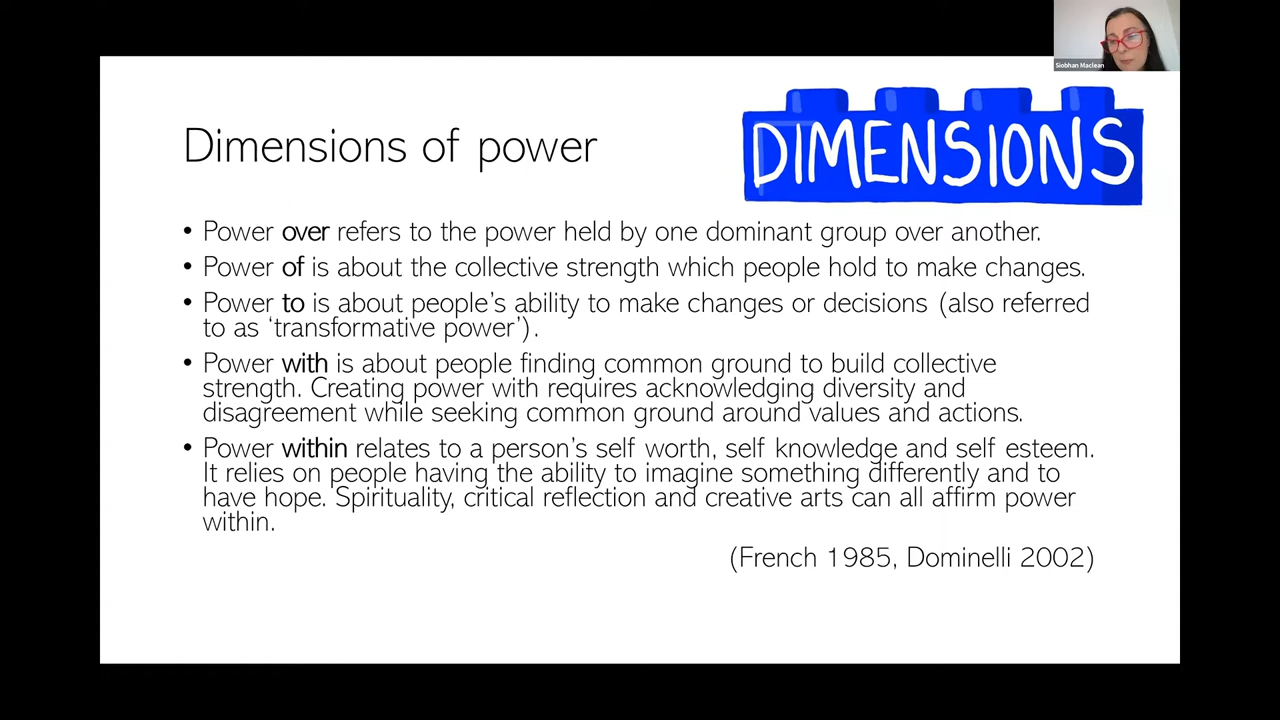 Siobhan Maclean
Dimensions of power
DIMENSIONS
• Power over refers to the power held by one dominant group over another.
• Power of is about the collective strength which people hold to make changes.
• Power to is about people’s ability to make changes or decisions (also referred
to as ‘transformative power’).
• Power with is about people finding common ground to build collective
strength. Creating power with requires acknowledging diversity and
disagreement while seeking common ground around values and actions.
• Power within relates to a person’s self worth, self knowledge and self esteem.
It relies on people having the ability to imagine something differently and to
have hope. Spirituality, critical reflection and creative arts can all affirm power
within.
(French 1985, Dominelli 2002)